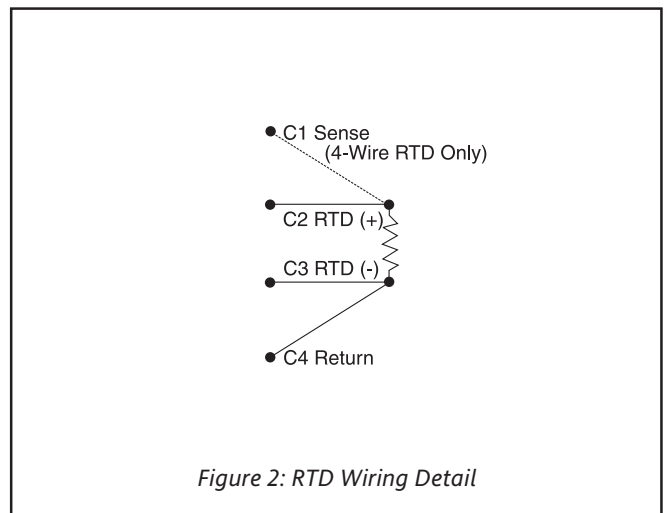 C1 Sense
(4-Wire RTD Only)
C2 RTD (+)
C3 RTD (-)
C4 Return
Figure 2: RTD Wiring Detail